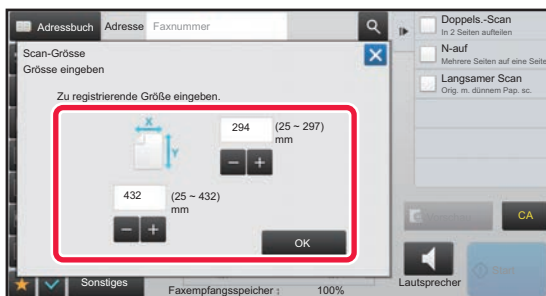 Adressbuch
Adresse
Faxnummer
Doppels.-Scan
In 2 Seiten aufteilen
N-auf
Mehrere Seiten auf eine Seite
Langsamer Scan
Orig. m. dünnem Pap. sc.
Scan-Grösse
Grösse eingeben
Zu registrierende Größe eingeben.
X
Y
294
(25 ~ 297)
mm
432
(25 ~ 432)
mm
OK
CA
Start
Lautsprecher
Sonstiges
Faxempfangsspeicher :
100%